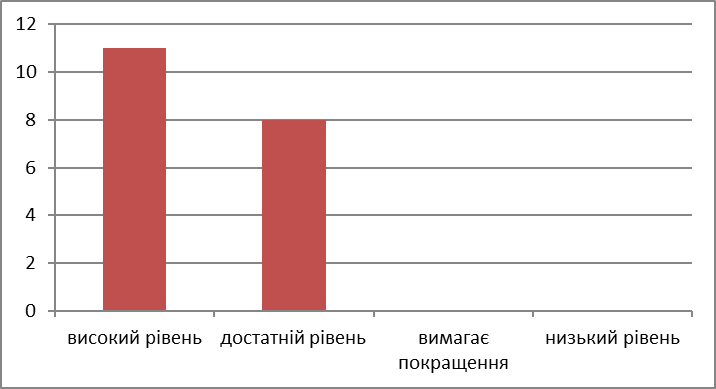 12
10
8
6
4
2
0
високий рівень
достатній рівень
вимагає
покращення
низький рівень